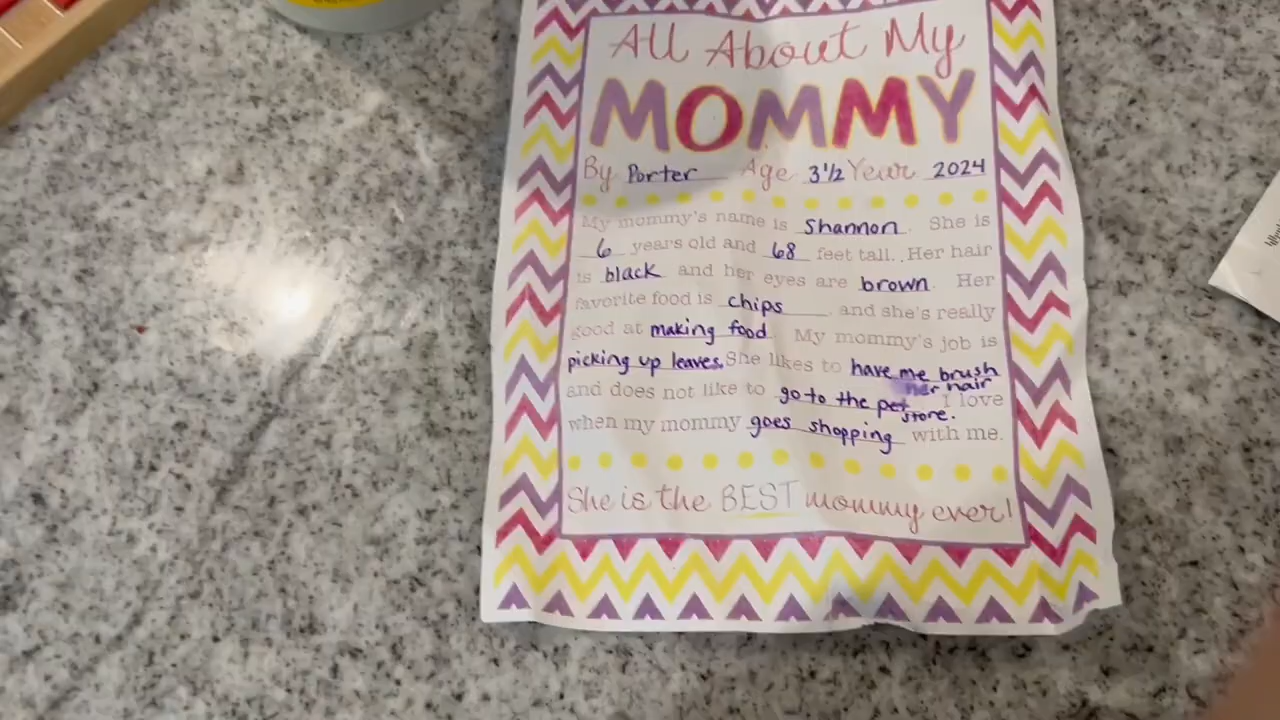 All About My
MOMMY
By Porter Age 3½ Year 2024
My mommy's name is Shannon. She is
6 years old and 68 feet tall. Her hair
is black and her eyes are brown. Her
favorite food is chips and she's really
good at making food. My mommy's job is
picking up leaves. She likes to have me brush
her hair
and does not like to go to the pet
store. I love
when my mommy goes shopping with me.
She is the BEST mommy ever!